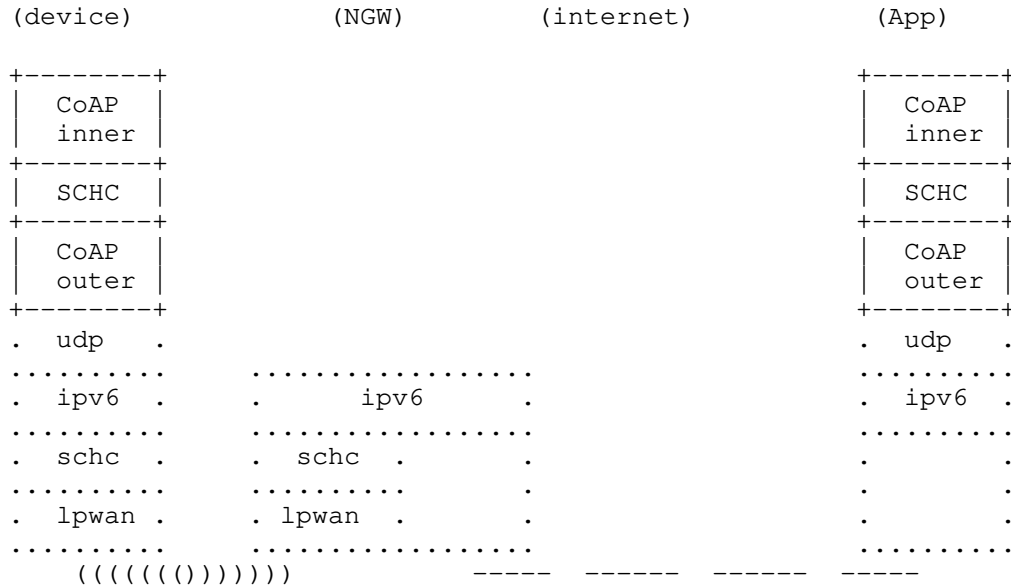 (device) (NGW) (internet) (App)
CoAP CoAP
inner inner
SCHC SCHC
CoAP CoAP
outer outer
udp udp
ipv6 ipv6 ipv6
schc schc
lpwan lpwan
((((((()))))))